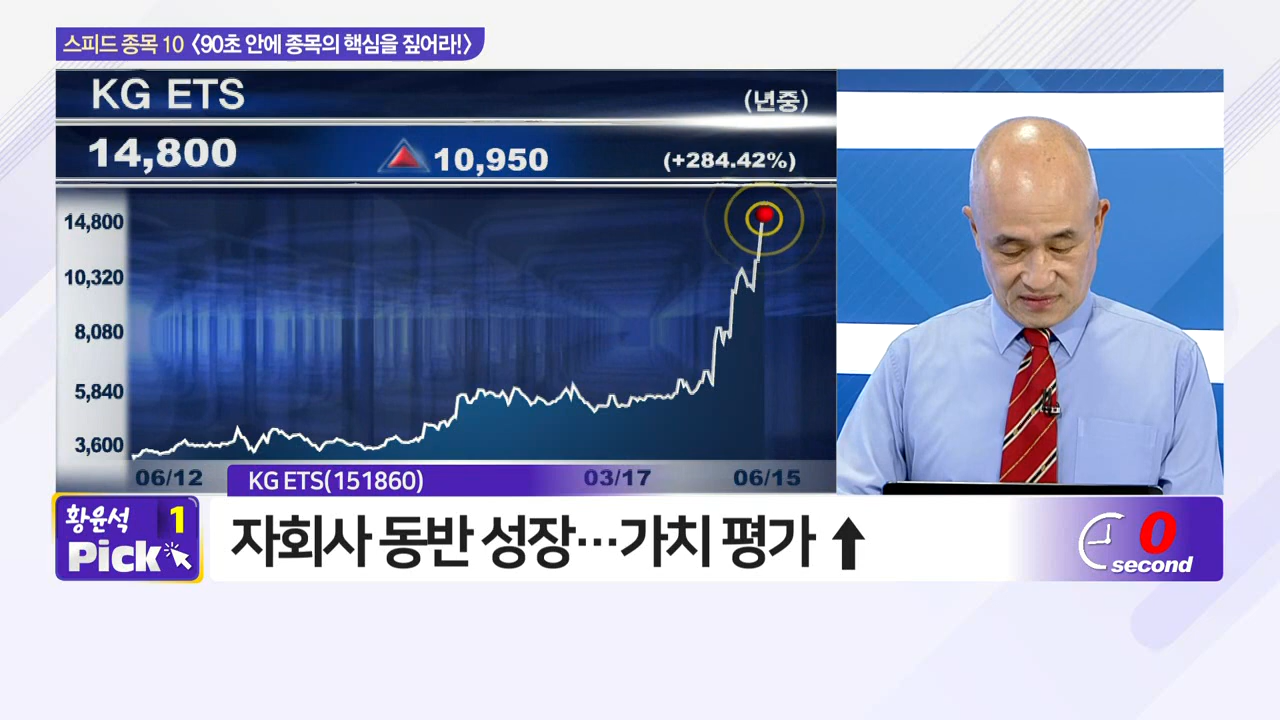 스피드 종목 10 〈90초 안에 종목의 핵심을 짚어라!〉
KG ETS
(년중)
14,800
10,950
(+284.42%)
14,800
10,320
8,080
5,840
3,600
06/12
03/17
06/15
KG ETS(151860)
황윤석 1
Pick
자회사 동반 성장…가치 평가↑
0
second